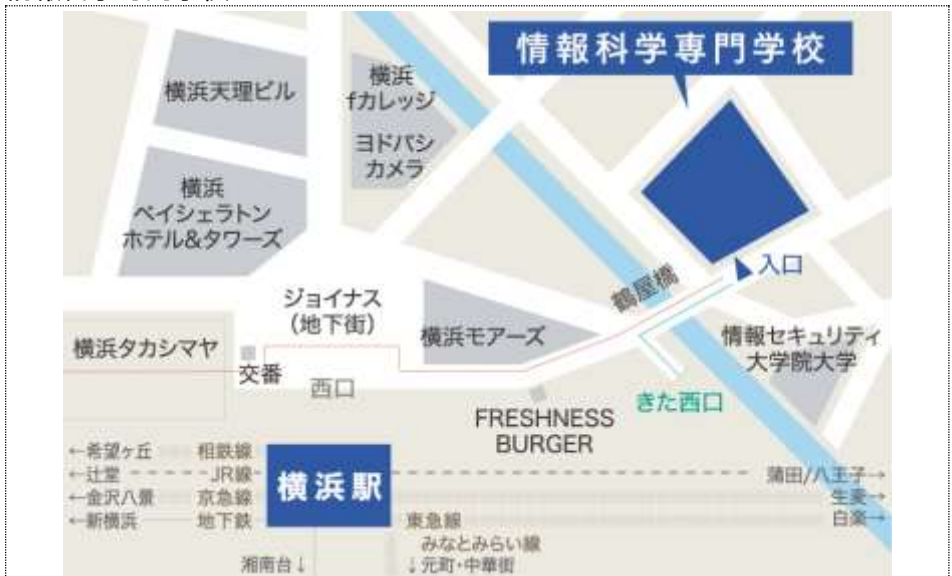 情報科学専門学校
横浜天理ビル
横浜
fカレッジ
ヨドバシ
カメラ
横浜
ベイシェラトン
ホテル&タワーズ
入口
鶴屋橋
ジョイナス
（地下街）
横浜モアーズ
情報セキュリティ
大学院大学
横浜タカシマヤ
交番
西口
きた西口
FRESHNESS
BURGER
←希望ヶ丘 相鉄線
←辻堂 JR線
←金沢八景 京急線
←新横浜 地下鉄
横浜駅
蒲田/八王子→
生麦→
白楽→
東急線
みなとみらい線
湘南台↓
↓元町・中華街